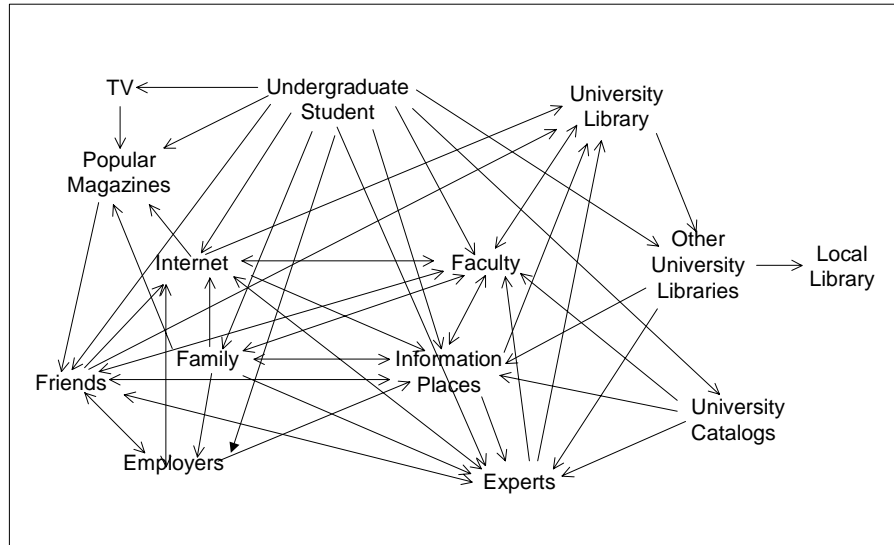 TV
Undergraduate
Student
University
Library
Popular
Magazines
Internet
Faculty
Other
University
Libraries
Local
Library
Friends
Family
Information
Places
University
Catalogs
Employers
Experts